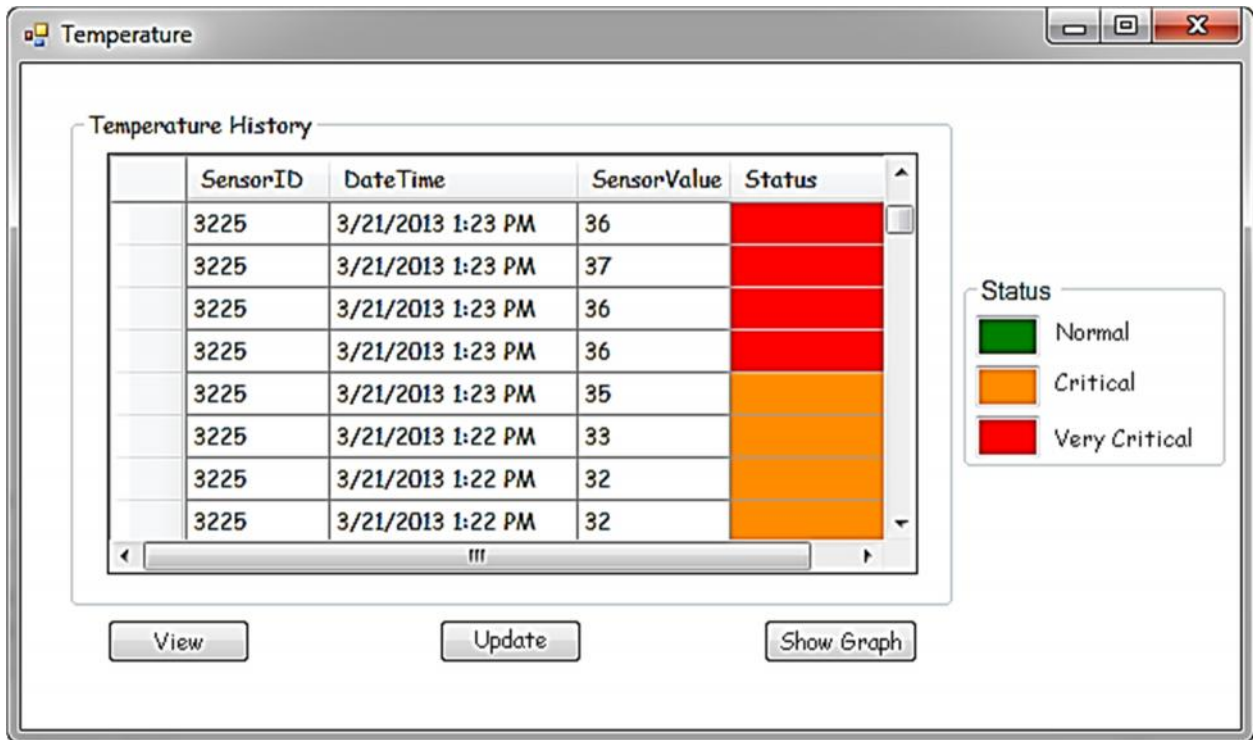 Temperature
Temperature History
SensorID DateTime SensorValue Status
3225 3/21/2013 1:23 PM 36
3225 3/21/2013 1:23 PM 37
3225 3/21/2013 1:23 PM 36
3225 3/21/2013 1:23 PM 36
3225 3/21/2013 1:23 PM 35
3225 3/21/2013 1:22 PM 33
3225 3/21/2013 1:22 PM 32
3225 3/21/2013 1:22 PM 32
Status
Normal
Critical
Very Critical
View Update Show Graph